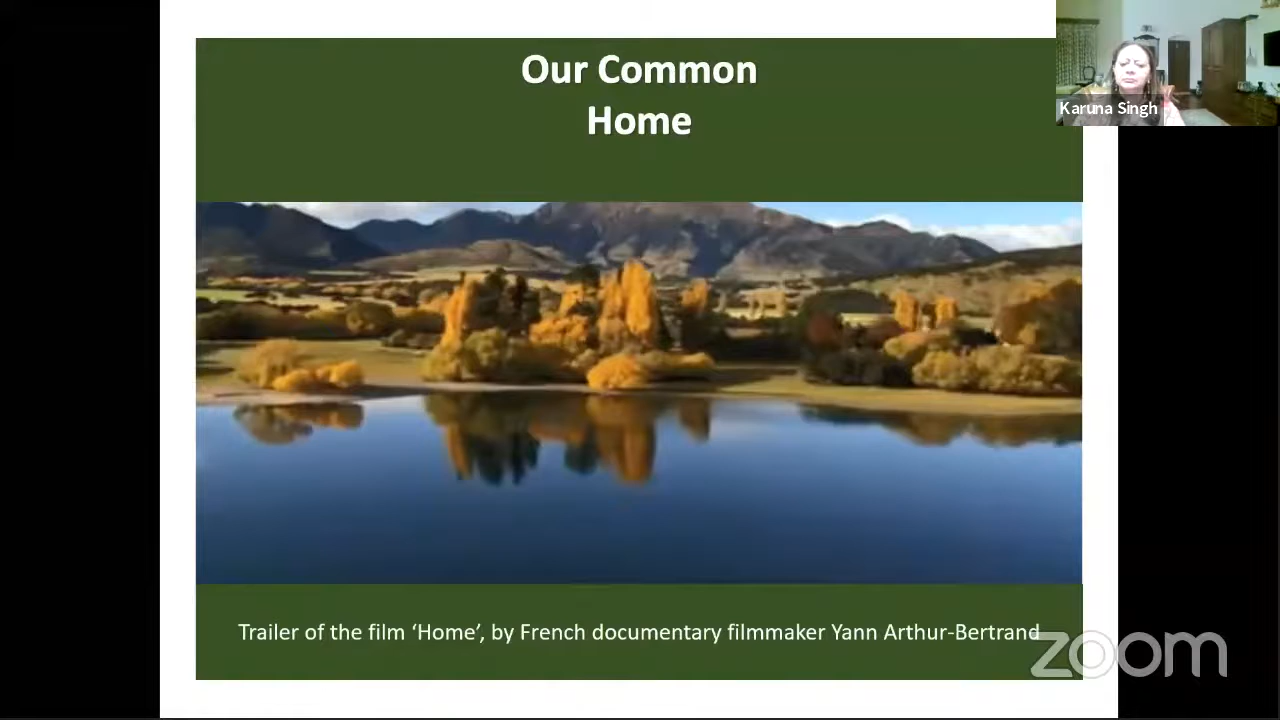 Our Common
Home
Karuna Singh
Trailer of the film ‘Home’, by French documentary filmmaker Yann Arthur-Bertrand
zoom